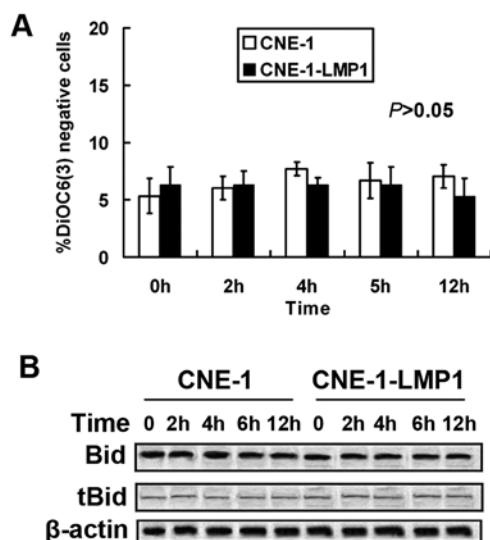 A
CNE-1
CNE-1-LMP1
P>0.05
%DiOC6(3) negative cells
20
15
10
5
0
0h 2h 4h 5h 12h
Time
B
CNE-1 CNE-1-LMP1
Time 0 2h 4h 6h 12h 0 2h 4h 6h 12h
Bid
tBid
β-actin